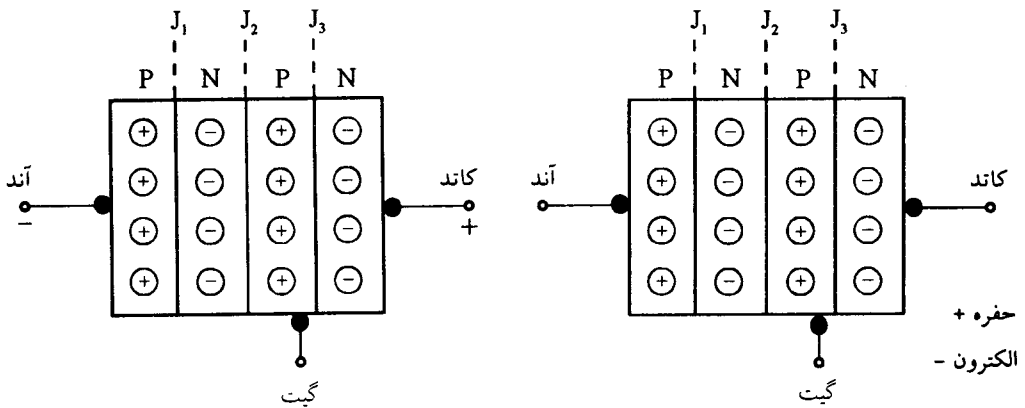 J₁ J₂ J₃
P N P N
+ - + -
+ - + -
+ - + -
+ - + -
آند
-
کاتد
+
گیت
J₁ J₂ J₃
P N P N
+ - + -
+ - + -
+ - + -
+ - + -
آند
کاتد
گیت
حفره +
الکترون -